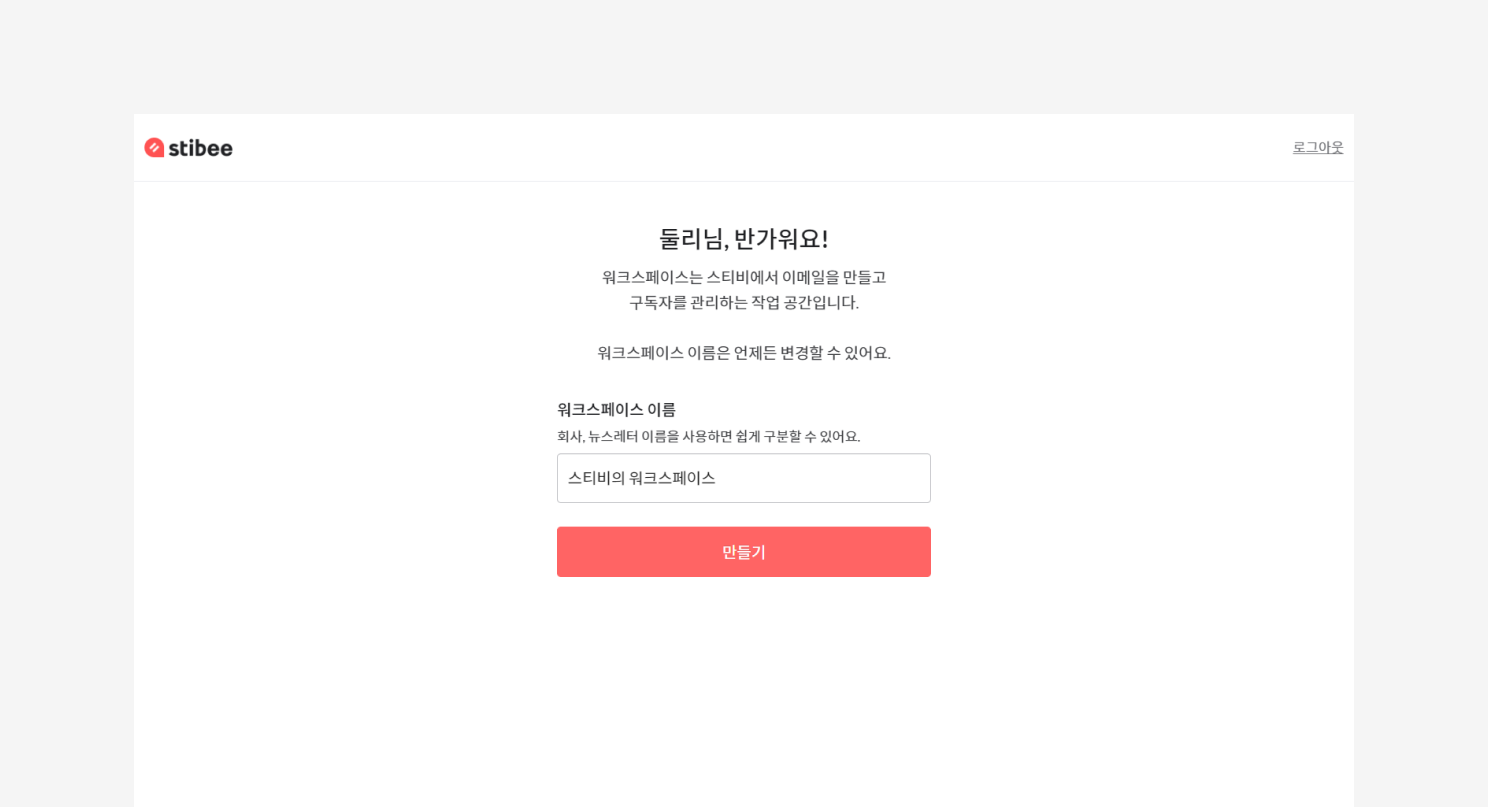 stibee
로그아웃
둘리님, 반가워요!
워크스페이스는 스티비에서 이메일을 만들고
구독자를 관리하는 작업 공간입니다.
워크스페이스 이름은 언제든 변경할 수 있어요.
워크스페이스 이름
회사, 뉴스레터 이름을 사용하면 쉽게 구분할 수 있어요.
스티비의 워크스페이스
만들기